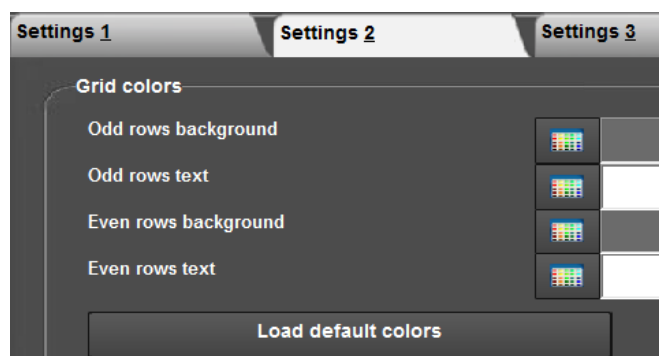 Settings 1 Settings 2 Settings 3
Grid colors
Odd rows background
Odd rows text
Even rows background
Even rows text
Load default colors